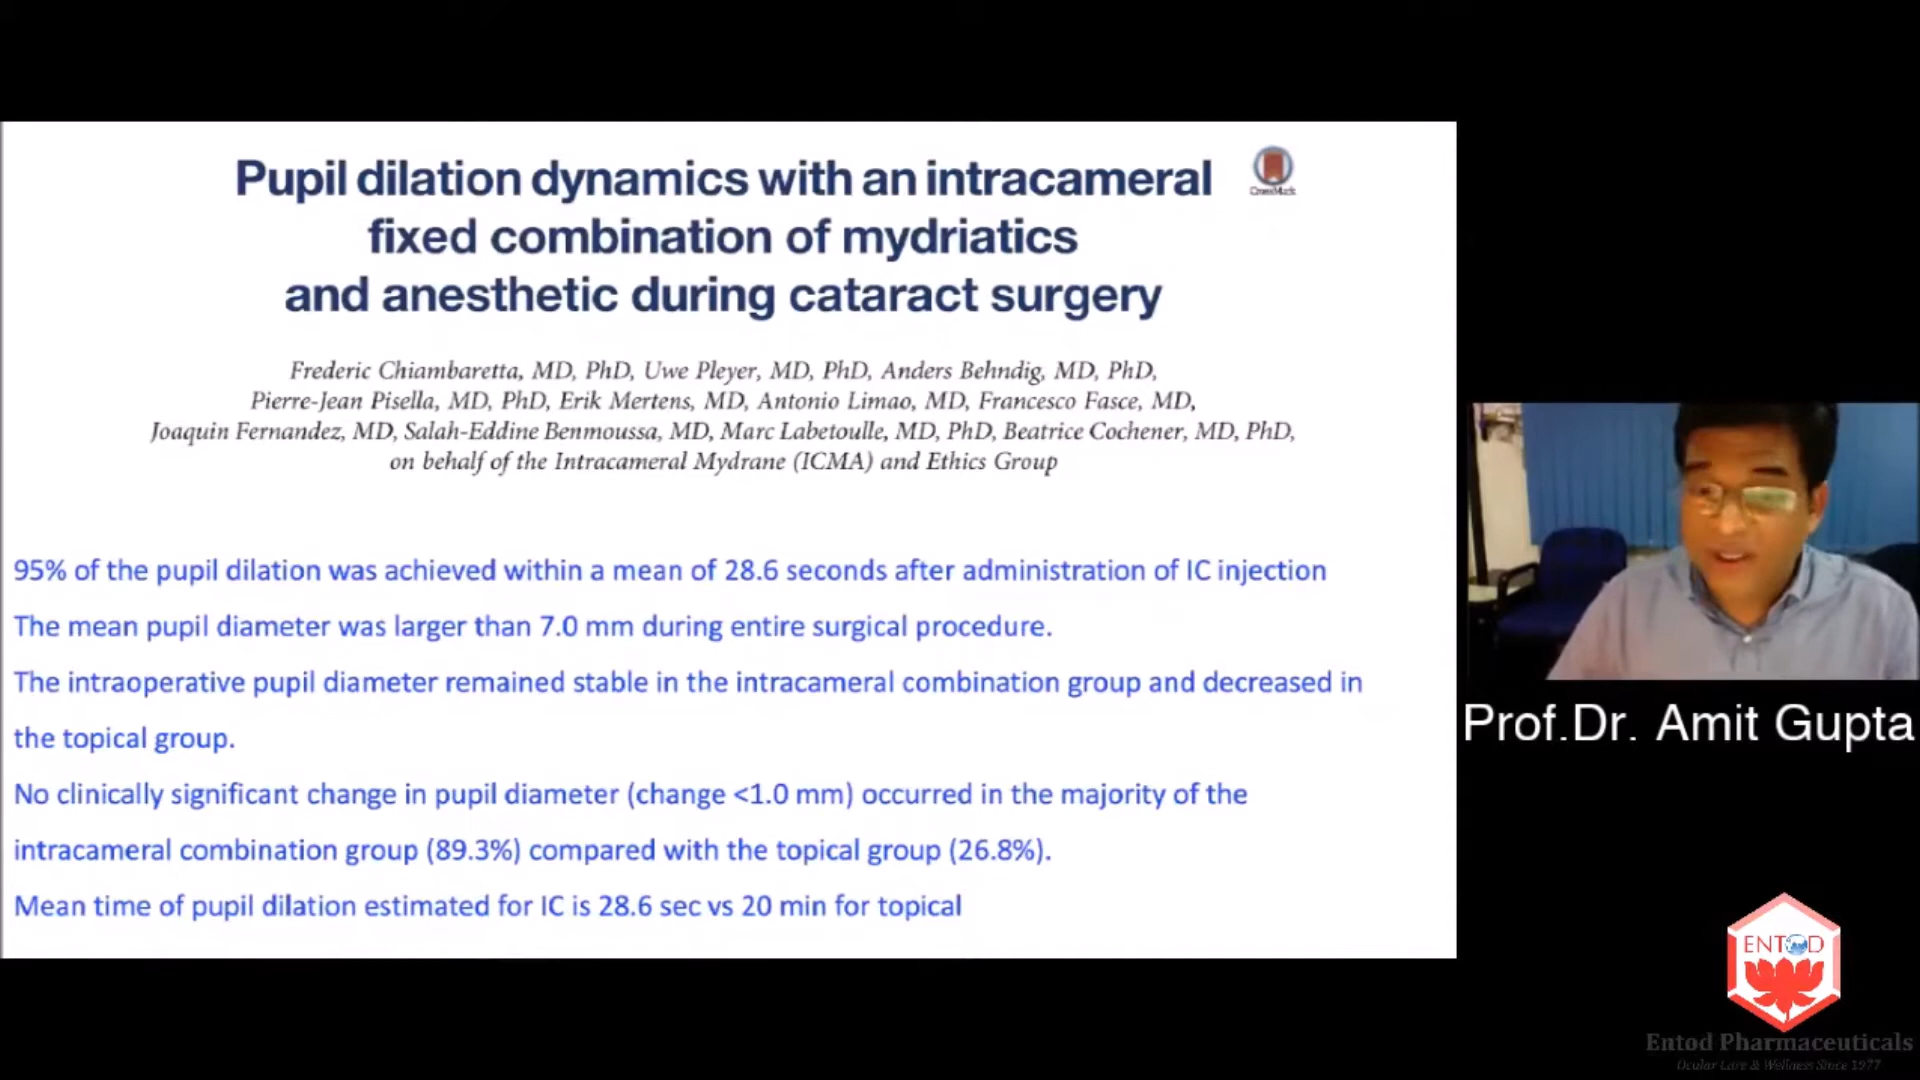 Pupil dilation dynamics with an intracameral
fixed combination of mydriatics
and anesthetic during cataract surgery
CrossMark
Frederic Chiambaretta, MD, PhD, Uwe Pleyer, MD, PhD, Anders Behndig, MD, PhD,
Pierre-Jean Pisella, MD, PhD, Erik Mertens, MD, Antonio Limao, MD, Francesco Fasce, MD,
Joaquin Fernandez, MD, Salah-Eddine Benmoussa, MD, Marc Labetoulle, MD, PhD, Beatrice Cochener, MD, PhD,
on behalf of the Intracameral Mydrane (ICMA) and Ethics Group
95% of the pupil dilation was achieved within a mean of 28.6 seconds after administration of IC injection
The mean pupil diameter was larger than 7.0 mm during entire surgical procedure.
The intraoperative pupil diameter remained stable in the intracameral combination group and decreased in
the topical group.
No clinically significant change in pupil diameter (change <1.0 mm) occurred in the majority of the
intracameral combination group (89.3%) compared with the topical group (26.8%).
Mean time of pupil dilation estimated for IC is 28.6 sec vs 20 min for topical
Prof.Dr. Amit Gupta
ENTOD
Entod Pharmaceuticals
Ocular Care & Wellness Since 1977